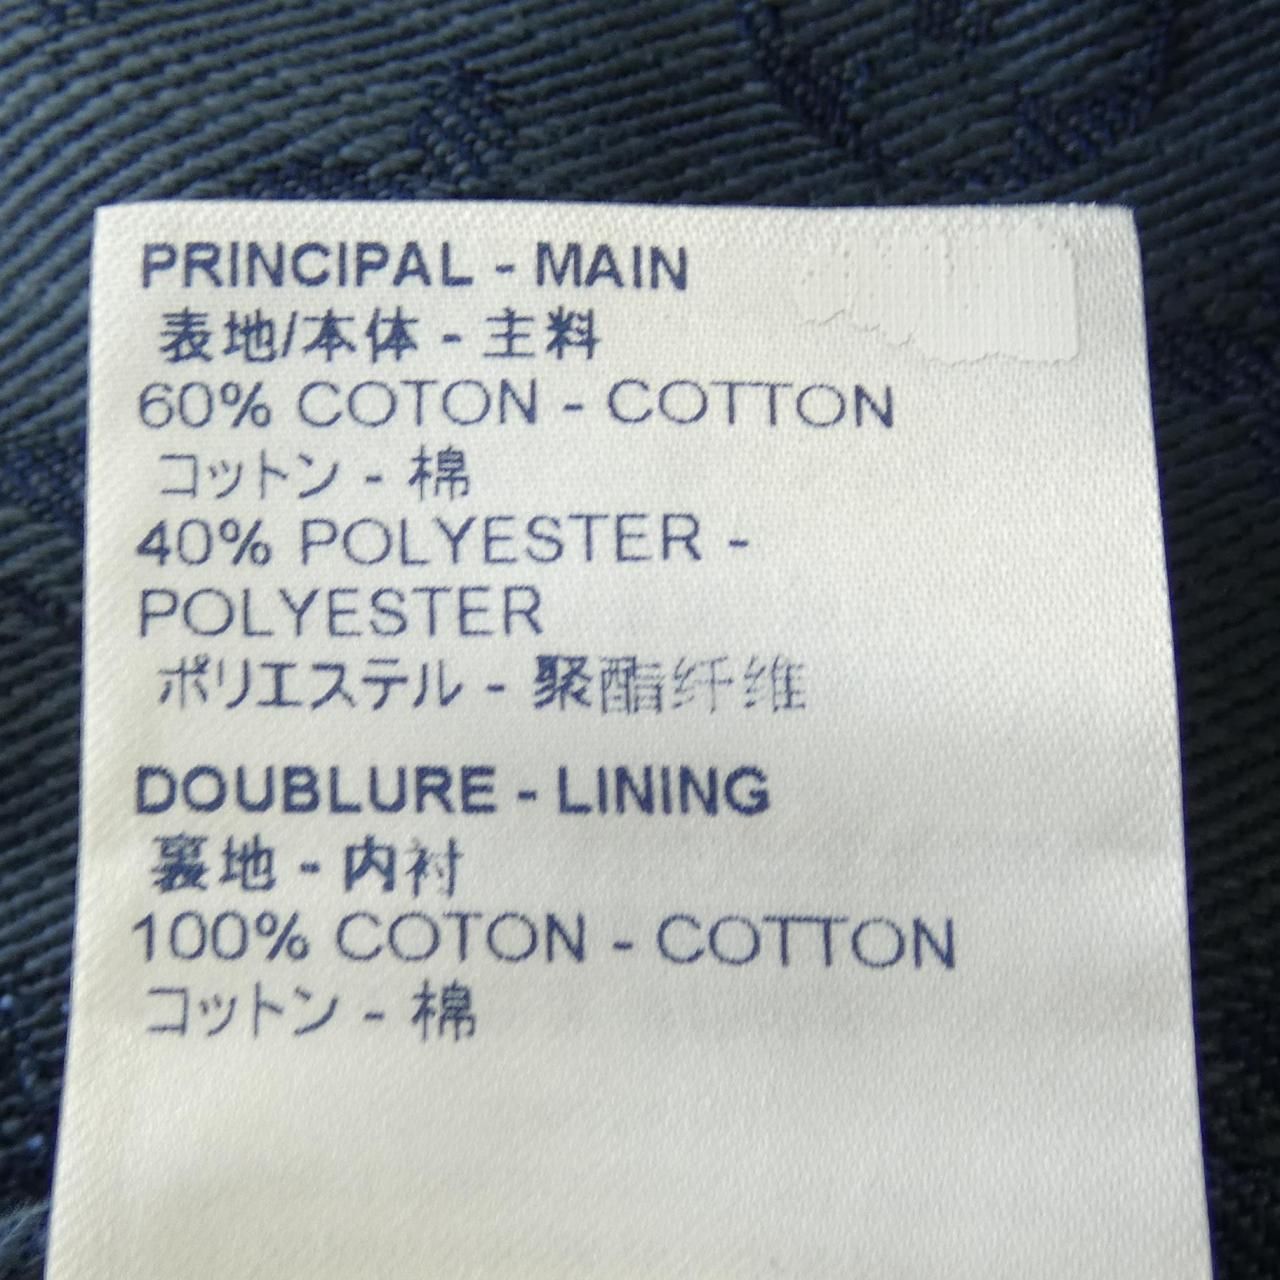 PRINCIPAL - MAIN
表地/本体 - 主料
60% COTON - COTTON
コットン - 棉
40% POLYESTER -
POLYESTER
ポリエステル - 聚酯纤维
DOUBLURE - LINING
裏地 - 内衬
100% COTON - COTTON
コットン - 棉